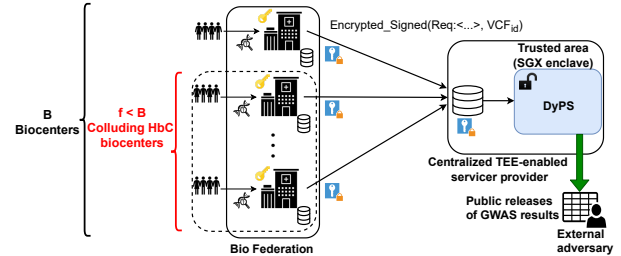 Encrypted_Signed(Req:<...>, VCF_id)
Trusted area
(SGX enclave)
DyPS
B
Biocenters
f < B
Colluding HbC
biocenters
Centralized TEE-enabled
servicer provider
Public releases
of GWAS results
External
adversary
Bio Federation